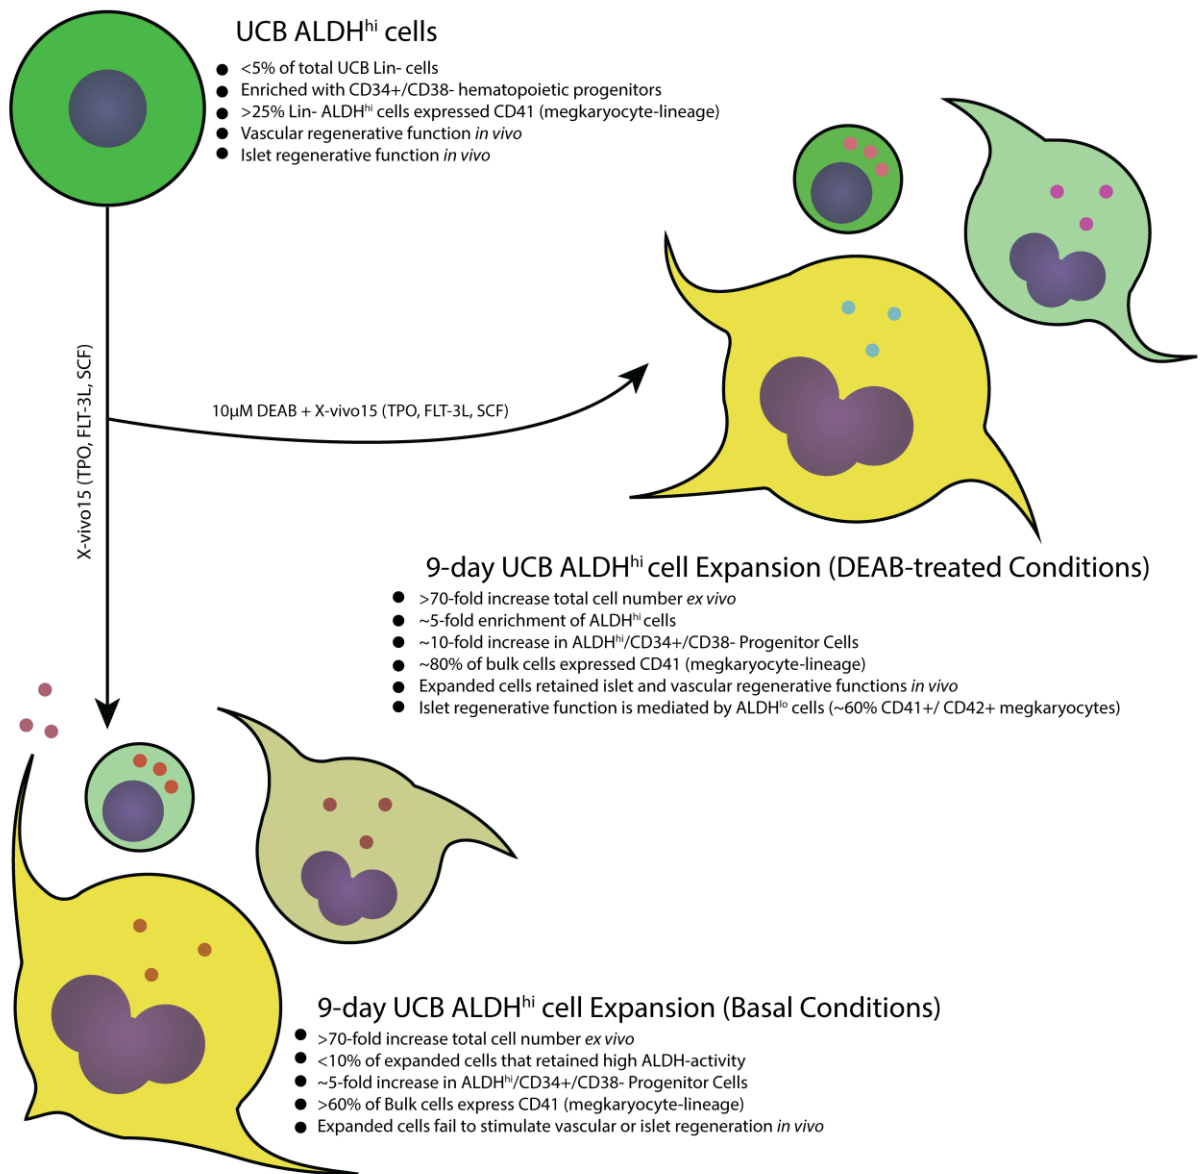 UCB ALDHhi cells
<5% of total UCB Lin- cells
Enriched with CD34+/CD38- hematopoietic progenitors
>25% Lin- ALDHhi cells expressed CD41 (megkaryocyte-lineage)
Vascular regenerative function in vivo
Islet regenerative function in vivo
X-vivo15 (TPO, FLT-3L, SCF)
10μM DEAB + X-vivo15 (TPO, FLT-3L, SCF)
9-day UCB ALDHhi cell Expansion (DEAB-treated Conditions)
>70-fold increase total cell number ex vivo
~5-fold enrichment of ALDHhi cells
~10-fold increase in ALDHhi/CD34+/CD38- Progenitor Cells
~80% of bulk cells expressed CD41 (megkaryocyte-lineage)
Expanded cells retained islet and vascular regenerative functions in vivo
Islet regenerative function is mediated by ALDHlo cells (~60% CD41+/ CD42+ megkaryocytes)
9-day UCB ALDHhi cell Expansion (Basal Conditions)
>70-fold increase total cell number ex vivo
<10% of expanded cells that retained high ALDH-activity
~5-fold increase in ALDHhi/CD34+/CD38- Progenitor Cells
>60% of Bulk cells express CD41 (megkaryocyte-lineage)
Expanded cells fail to stimulate vascular or islet regeneration in vivo